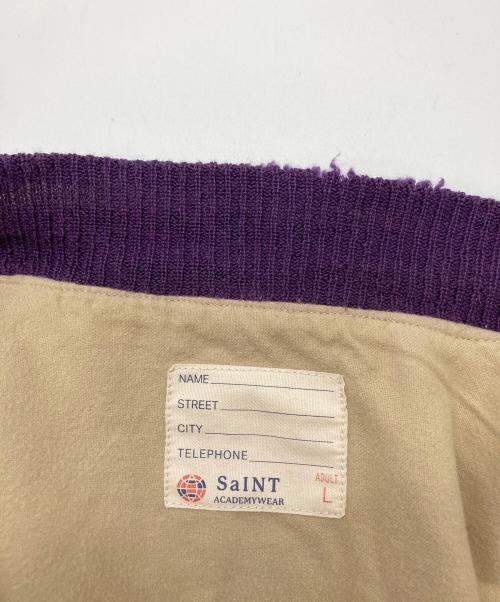 NAME
STREET
CITY
TELEPHONE
SaINT
ACADEMYWEAR
ADULT
L